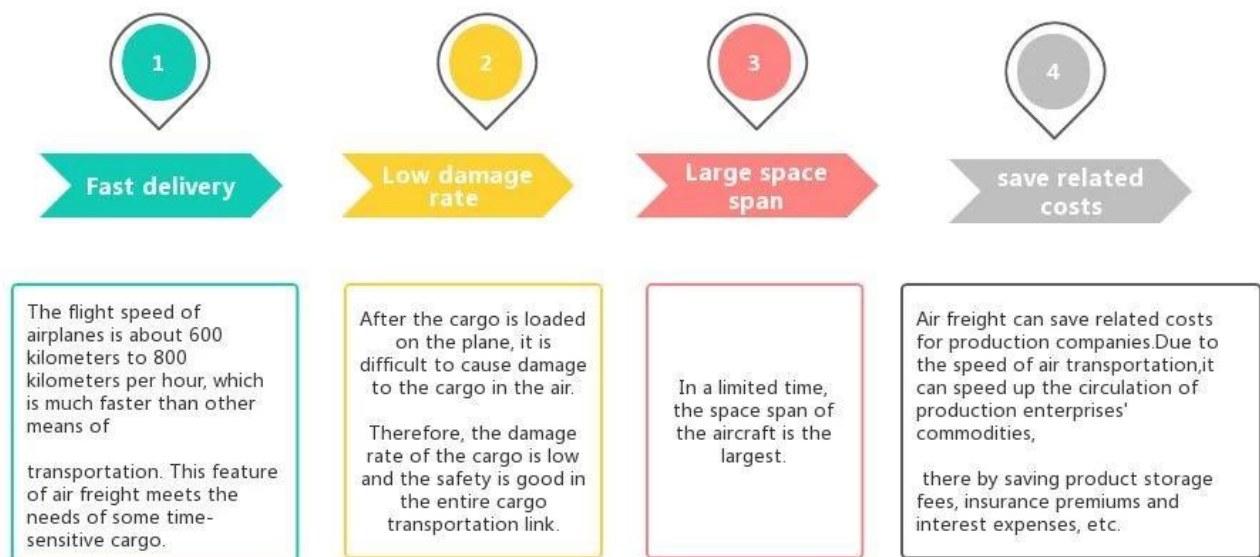 1
Fast delivery
The flight speed of
airplanes is about 600
kilometers to 800
kilometers per hour, which
is much faster than other
means of
transportation. This feature
of air freight meets the
needs of some time-
sensitive cargo.
2
Low damage
rate
After the cargo is loaded
on the plane, it is
difficult to cause damage
to the cargo in the air.
Therefore, the damage
rate of the cargo is low
and the safety is good in
the entire cargo
transportation link.
3
Large space
span
In a limited time,
the space span of
the aircraft is the
largest.
4
save related
costs
Air freight can save related costs
for production companies.Due to
the speed of air transportation,it
can speed up the circulation of
production enterprises'
commodities,
there by saving product storage
fees, insurance premiums and
interest expenses, etc.